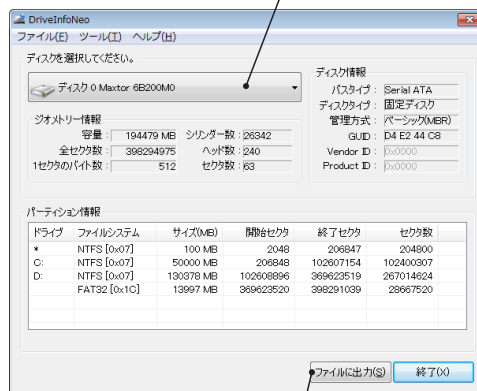 DriveInfoNeo
ファイル(F) ツール(T) ヘルプ(H)
ディスクを選択してください。
ディスク 0 Maxtor 6B200M0
ディスク情報
バスタイプ： Serial ATA
ディスクタイプ： 固定ディスク
管理方式： ベーシック(MBR)
GUID： D4 E2 44 C8
Vendor ID： 0x0000
Product ID： 0x0000
ジオメトリー情報
容量： 194479 MB シリンダー数：26342
全セクタ数： 398294975 ヘッド数：240
1セクタのバイト数： 512 セクタ数：63
パーティション情報
ドライブ ファイルシステム サイズ(MB) 開始セクタ 終了セクタ セクタ数
* NTFS [0x07] 100 MB 2048 206847 204800
C: NTFS [0x07] 50000 MB 206848 102607154 102400307
D: NTFS [0x07] 130378 MB 102608896 369623519 267014624
FAT32 [0x1C] 13997 MB 369623520 398291039 28667520
ファイルに出力(S) 終了(X)